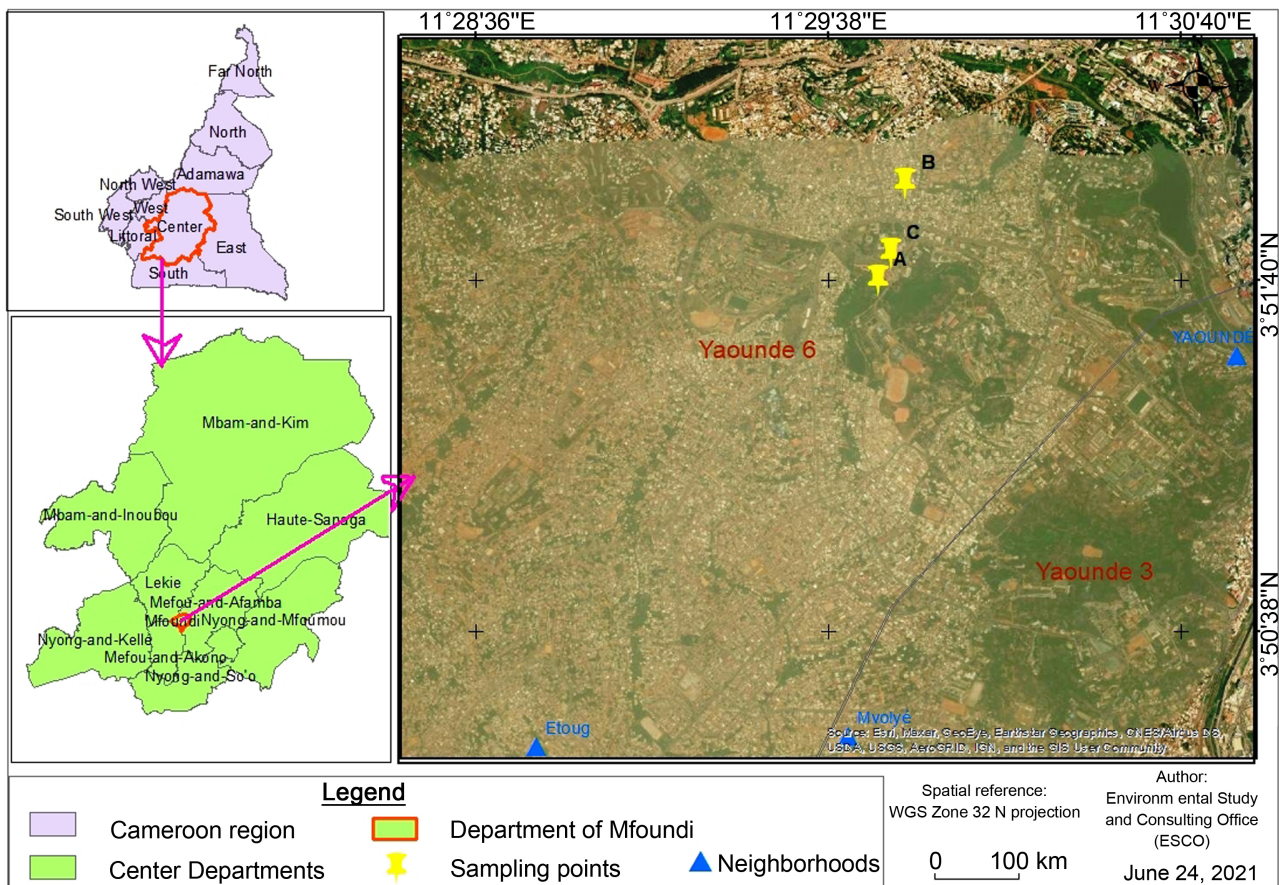 11°28'36"E
11°29'38"E
11°30'40"E
Far North
North
Adamawa
North West
West
South West
Center
Littoral
East
South
W
B
C
A
3°51'40"N
YAOUNDÉ
Yaounde 6
Mbam-and-Kim
Mbam-and-Inoubou
Haute-Sanaga
Lekie
Mefou-and-Afamba
Mfoundi
Nyong-and-Mfoumou
Nyong-and-Kelle
Mefou-and-Akono
Nyong-and-So'o
Yaounde 3
3°50'38"N
Etoug
Mvolyé
Source: Esri, Maxar, GeoEye, Earthstar Geographics, CNES/Airbus DS,
USDA, USGS, AeroGRID, IGN, and the GIS User Community
Legend
Cameroon region
Center Departments
Department of Mfoundi
Sampling points
Neighborhoods
Spatial reference:
WGS Zone 32 N projection
0 100 km
Author:
Environm ental Study
and Consulting Office
(ESCO)
June 24, 2021